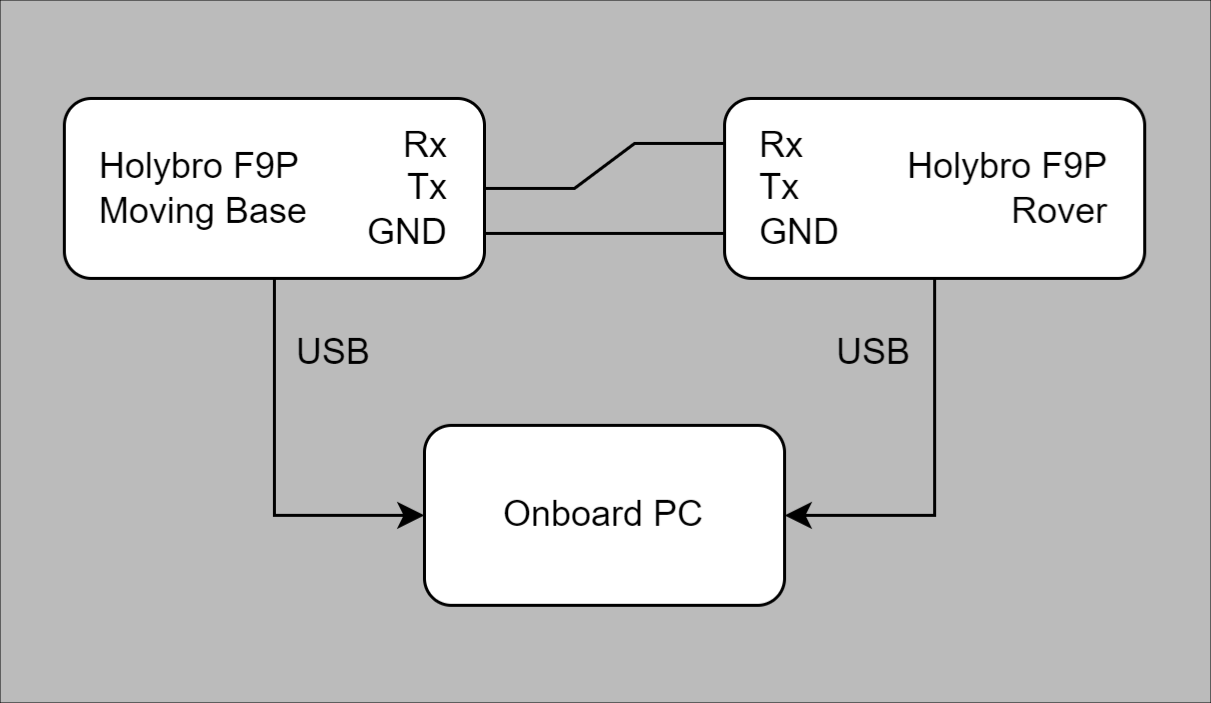 Holybro F9P
Moving Base
Rx
Tx
GND
Rx
Tx
GND
Holybro F9P
Rover
USB
USB
Onboard PC